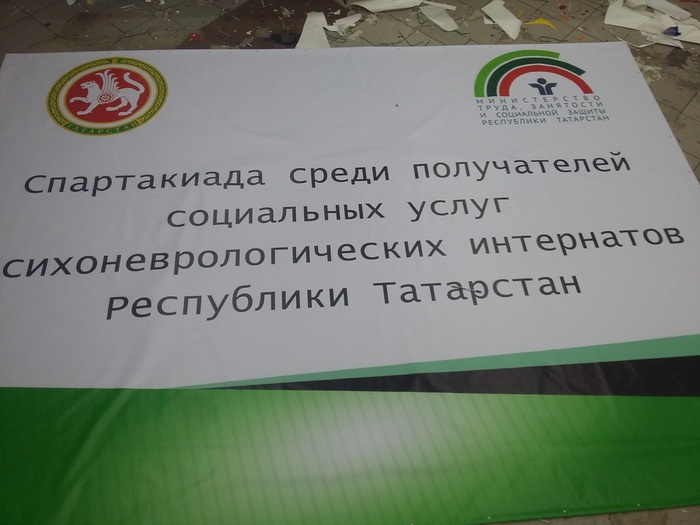 ТАТАРСТАН
МИНИСТЕРСТВО
ТРУДА, ЗАНЯТОСТИ
И СОЦИАЛЬНОЙ ЗАЩИТЫ
РЕСПУБЛИКИ ТАТАРСТАН
Спартакиада среди получателей
социальных услуг
сихоневрологических интернатов
Республики Татарстан